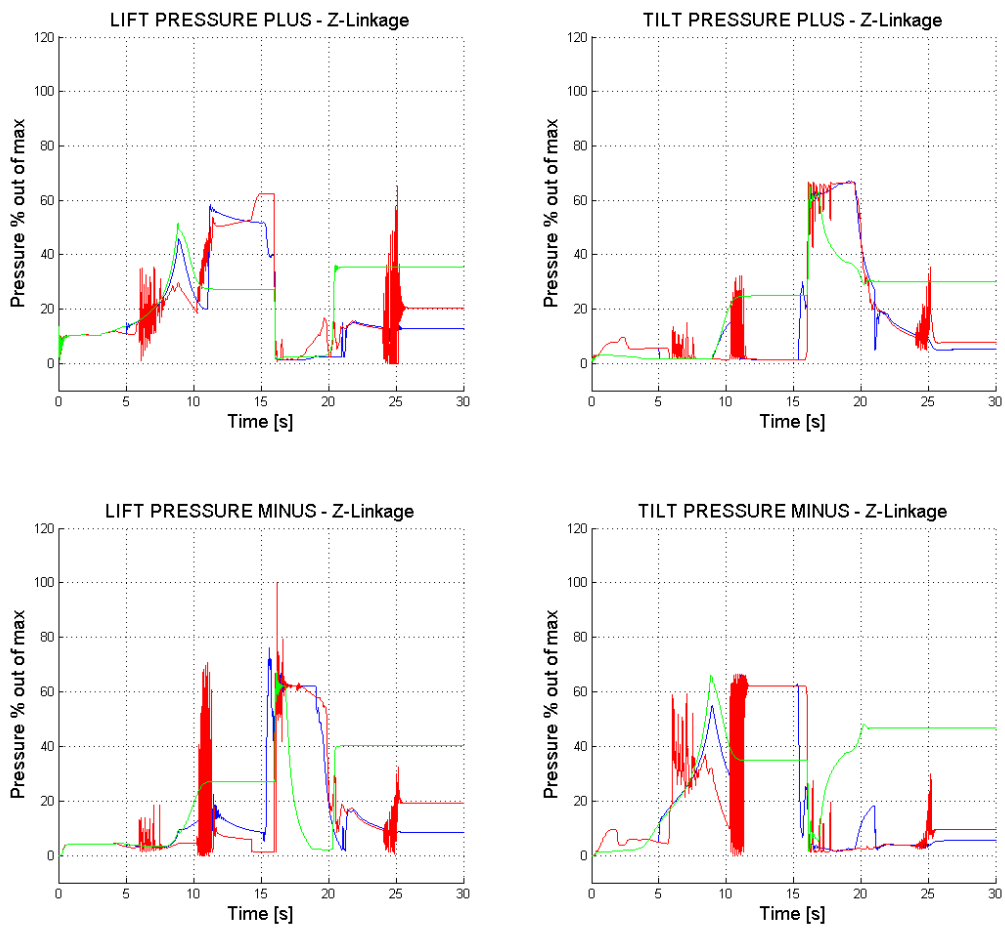 LIFT PRESSURE PLUS - Z-Linkage
Pressure % out of max
120
100
80
60
40
20
0
0 5 10 15 20 25 30
Time [s]
TILT PRESSURE PLUS - Z-Linkage
Pressure % out of max
120
100
80
60
40
20
0
0 5 10 15 20 25 30
Time [s]
LIFT PRESSURE MINUS - Z-Linkage
Pressure % out of max
120
100
80
60
40
20
0
0 5 10 15 20 25 30
Time [s]
TILT PRESSURE MINUS - Z-Linkage
Pressure % out of max
120
100
80
60
40
20
0
0 5 10 15 20 25 30
Time [s]